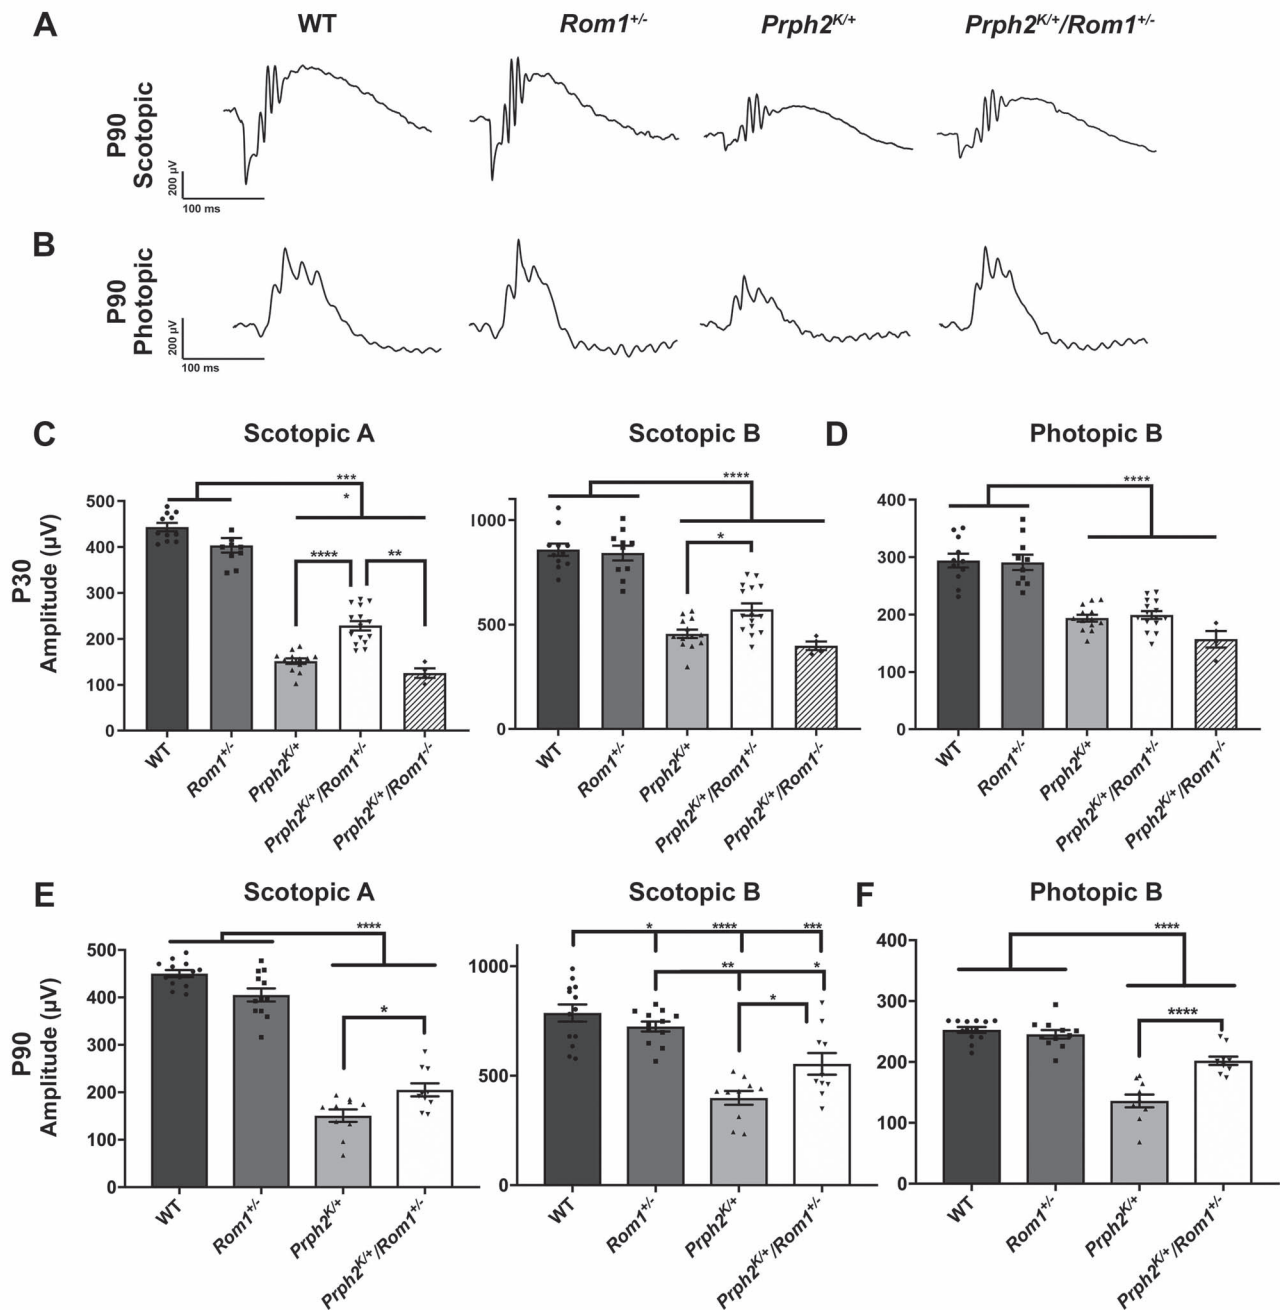 A
WT
Rom1+/-
Prph2K/+
Prph2K/+/Rom1+/-
P90
Scotopic
200 µV
100 ms
B
P90
Photopic
200 µV
100 ms
C
Scotopic A
Scotopic B
D
Photopic B
P30
Amplitude (µV)
500
400
300
200
100
0
***
*
****
**
WT
Rom1+/-
Prph2K/+
Prph2K/+/Rom1+/-
Prph2K/+/Rom1-/-
1000
500
0
****
*
WT
Rom1+/-
Prph2K/+
Prph2K/+/Rom1+/-
Prph2K/+/Rom1-/-
400
300
200
100
0
****
WT
Rom1+/-
Prph2K/+
Prph2K/+/Rom1+/-
Prph2K/+/Rom1-/-
E
Scotopic A
Scotopic B
F
Photopic B
P90
Amplitude (µV)
500
400
300
200
100
0
****
*
WT
Rom1+/-
Prph2K/+
Prph2K/+/Rom1+/-
1000
500
0
* **** ***
** *
*
WT
Rom1+/-
Prph2K/+
Prph2K/+/Rom1+/-
400
300
200
100
0
****
****
WT
Rom1+/-
Prph2K/+
Prph2K/+/Rom1+/-